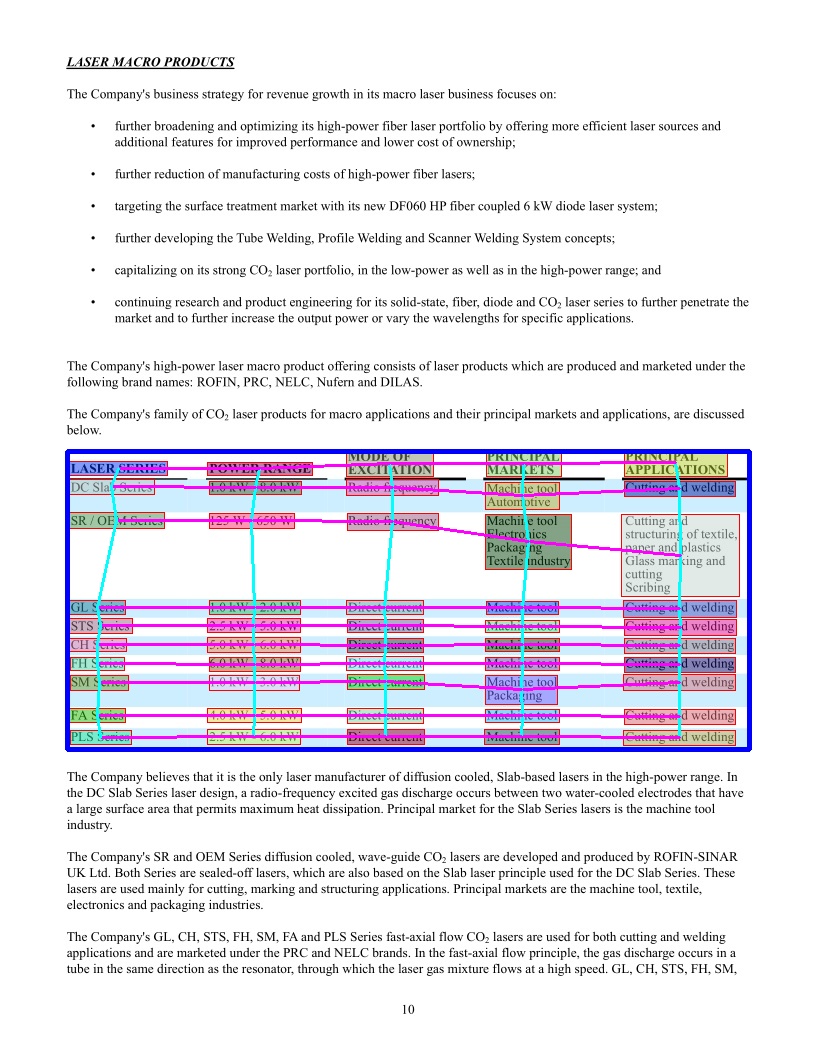 LASER MACRO PRODUCTS
The Company's business strategy for revenue growth in its macro laser business focuses on:
• further broadening and optimizing its high-power fiber laser portfolio by offering more efficient laser sources and
additional features for improved performance and lower cost of ownership;
• further reduction of manufacturing costs of high-power fiber lasers;
• targeting the surface treatment market with its new DF060 HP fiber coupled 6 kW diode laser system;
• further developing the Tube Welding, Profile Welding and Scanner Welding System concepts;
• capitalizing on its strong CO₂ laser portfolio, in the low-power as well as in the high-power range; and
• continuing research and product engineering for its solid-state, fiber, diode and CO₂ laser series to further penetrate the
market and to further increase the output power or vary the wavelengths for specific applications.
The Company's high-power laser macro product offering consists of laser products which are produced and marketed under the
following brand names: ROFIN, PRC, NELC, Nufern and DILAS.
The Company's family of CO₂ laser products for macro applications and their principal markets and applications, are discussed
below.
LASER SERIES POWER RANGE MODE OF EXCITATION PRINCIPAL MARKETS PRINCIPAL APPLICATIONS
DC Slab Series 1.0 kW - 8.0 kW Radio frequency Machine tool Cutting and welding
Automotive
SR / OEM Series 125 W - 650 W Radio frequency Machine tool Cutting and
Electronics structuring of textile,
Packaging paper and plastics
Textile industry Glass marking and
cutting
Scribing
GL Series 1.0 kW - 2.0 kW Direct current Machine tool Cutting and welding
STS Series 2.5 kW - 5.0 kW Direct current Machine tool Cutting and welding
CH Series 5.0 kW - 6.0 kW Direct current Machine tool Cutting and welding
FH Series 6.0 kW - 8.0 kW Direct current Machine tool Cutting and welding
SM Series 1.0 kW - 3.0 kW Direct current Machine tool Cutting and welding
Packaging
FA Series 4.0 kW - 5.0 kW Direct current Machine tool Cutting and welding
PLS Series 2.5 kW - 6.0 kW Direct current Machine tool Cutting and welding
The Company believes that it is the only laser manufacturer of diffusion cooled, Slab-based lasers in the high-power range. In
the DC Slab Series laser design, a radio-frequency excited gas discharge occurs between two water-cooled electrodes that have
a large surface area that permits maximum heat dissipation. Principal market for the Slab Series lasers is the machine tool
industry.
The Company's SR and OEM Series diffusion cooled, wave-guide CO₂ lasers are developed and produced by ROFIN-SINAR
UK Ltd. Both Series are sealed-off lasers, which are also based on the Slab laser principle used for the DC Slab Series. These
lasers are used mainly for cutting, marking and structuring applications. Principal markets are the machine tool, textile,
electronics and packaging industries.
The Company's GL, CH, STS, FH, SM, FA and PLS Series fast-axial flow CO₂ lasers are used for both cutting and welding
applications and are marketed under the PRC and NELC brands. In the fast-axial flow principle, the gas discharge occurs in a
tube in the same direction as the resonator, through which the laser gas mixture flows at a high speed. GL, CH, STS, FH, SM,
10